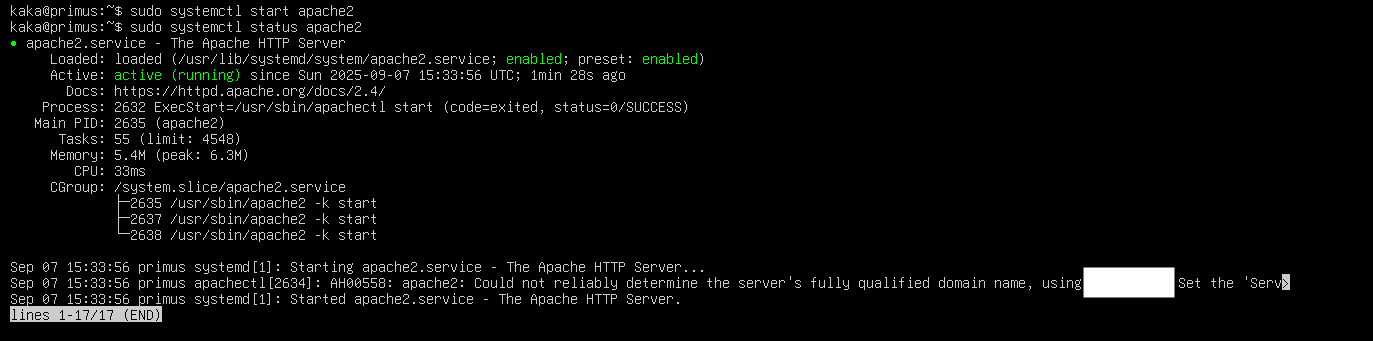 kaka@primus:~$ sudo systemctl start apache2
kaka@primus:~$ sudo systemctl status apache2
● apache2.service - The Apache HTTP Server
     Loaded: loaded (/usr/lib/systemd/system/apache2.service; enabled; preset: enabled)
     Active: active (running) since Sun 2025-09-07 15:33:56 UTC; 1min 28s ago
       Docs: https://httpd.apache.org/docs/2.4/
    Process: 2632 ExecStart=/usr/sbin/apachectl start (code=exited, status=0/SUCCESS)
   Main PID: 2635 (apache2)
      Tasks: 55 (limit: 4548)
     Memory: 5.4M (peak: 6.3M)
        CPU: 33ms
     CGroup: /system.slice/apache2.service
             ├─2635 /usr/sbin/apache2 -k start
             ├─2637 /usr/sbin/apache2 -k start
             └─2638 /usr/sbin/apache2 -k start

Sep 07 15:33:56 primus systemd[1]: Starting apache2.service - The Apache HTTP Server...
Sep 07 15:33:56 primus apachectl[2634]: AH00558: apache2: Could not reliably determine the server's fully qualified domain name, using Set the 'Serv>
Sep 07 15:33:56 primus systemd[1]: Started apache2.service - The Apache HTTP Server.
lines 1-17/17 (END)